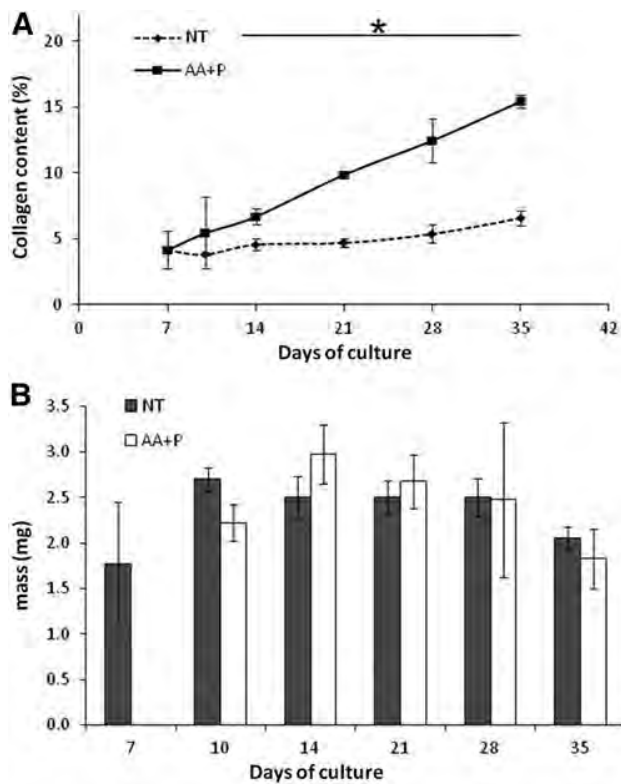 A
NT
*
AA+P
20
15
10
5
0
Collagen content (%)
0 7 14 21 28 35 42
Days of culture
B
3.5
NT
AA+P
3.0
2.5
2.0
1.5
1.0
0.5
0.0
mass (mg)
7 10 14 21 28 35
Days of culture